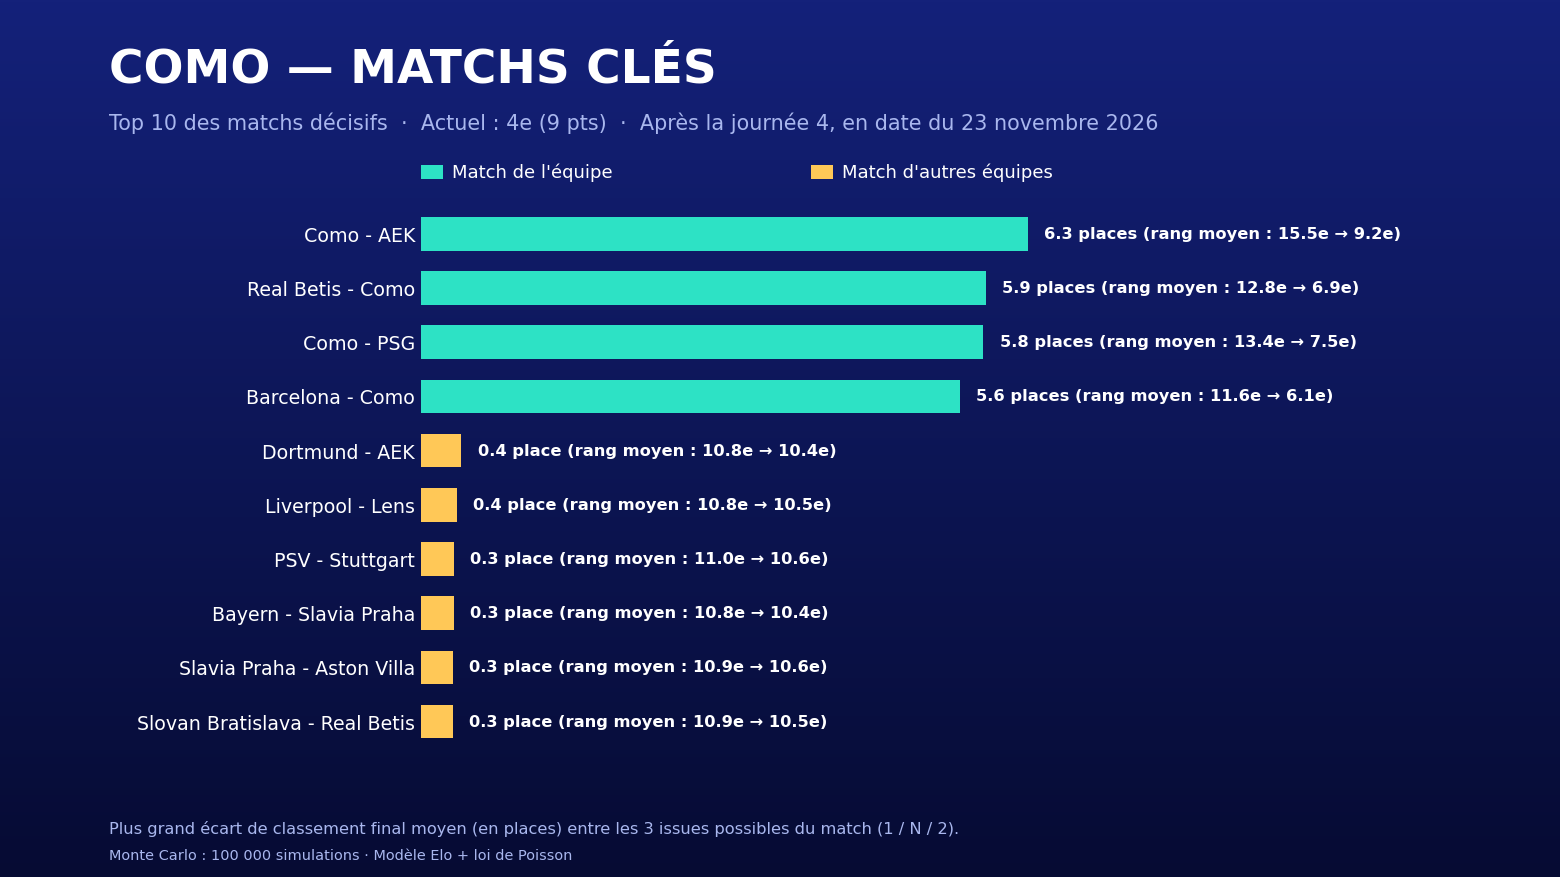 COMO — MATCHS CLÉS
Top 10 des matchs décisifs · Actuel : 4e (9 pts) · Après la journée 4, en date du 23 novembre 2026
Match de l'équipe
Match d'autres équipes
Como - AEK 6.3 places (rang moyen : 15.5e → 9.2e)
Real Betis - Como 5.9 places (rang moyen : 12.8e → 6.9e)
Como - PSG 5.8 places (rang moyen : 13.4e → 7.5e)
Barcelona - Como 5.6 places (rang moyen : 11.6e → 6.1e)
Dortmund - AEK 0.4 place (rang moyen : 10.8e → 10.4e)
Liverpool - Lens 0.4 place (rang moyen : 10.8e → 10.5e)
PSV - Stuttgart 0.3 place (rang moyen : 11.0e → 10.6e)
Bayern - Slavia Praha 0.3 place (rang moyen : 10.8e → 10.4e)
Slavia Praha - Aston Villa 0.3 place (rang moyen : 10.9e → 10.6e)
Slovan Bratislava - Real Betis 0.3 place (rang moyen : 10.9e → 10.5e)
Plus grand écart de classement final moyen (en places) entre les 3 issues possibles du match (1 / N / 2).
Monte Carlo : 100 000 simulations · Modèle Elo + loi de Poisson